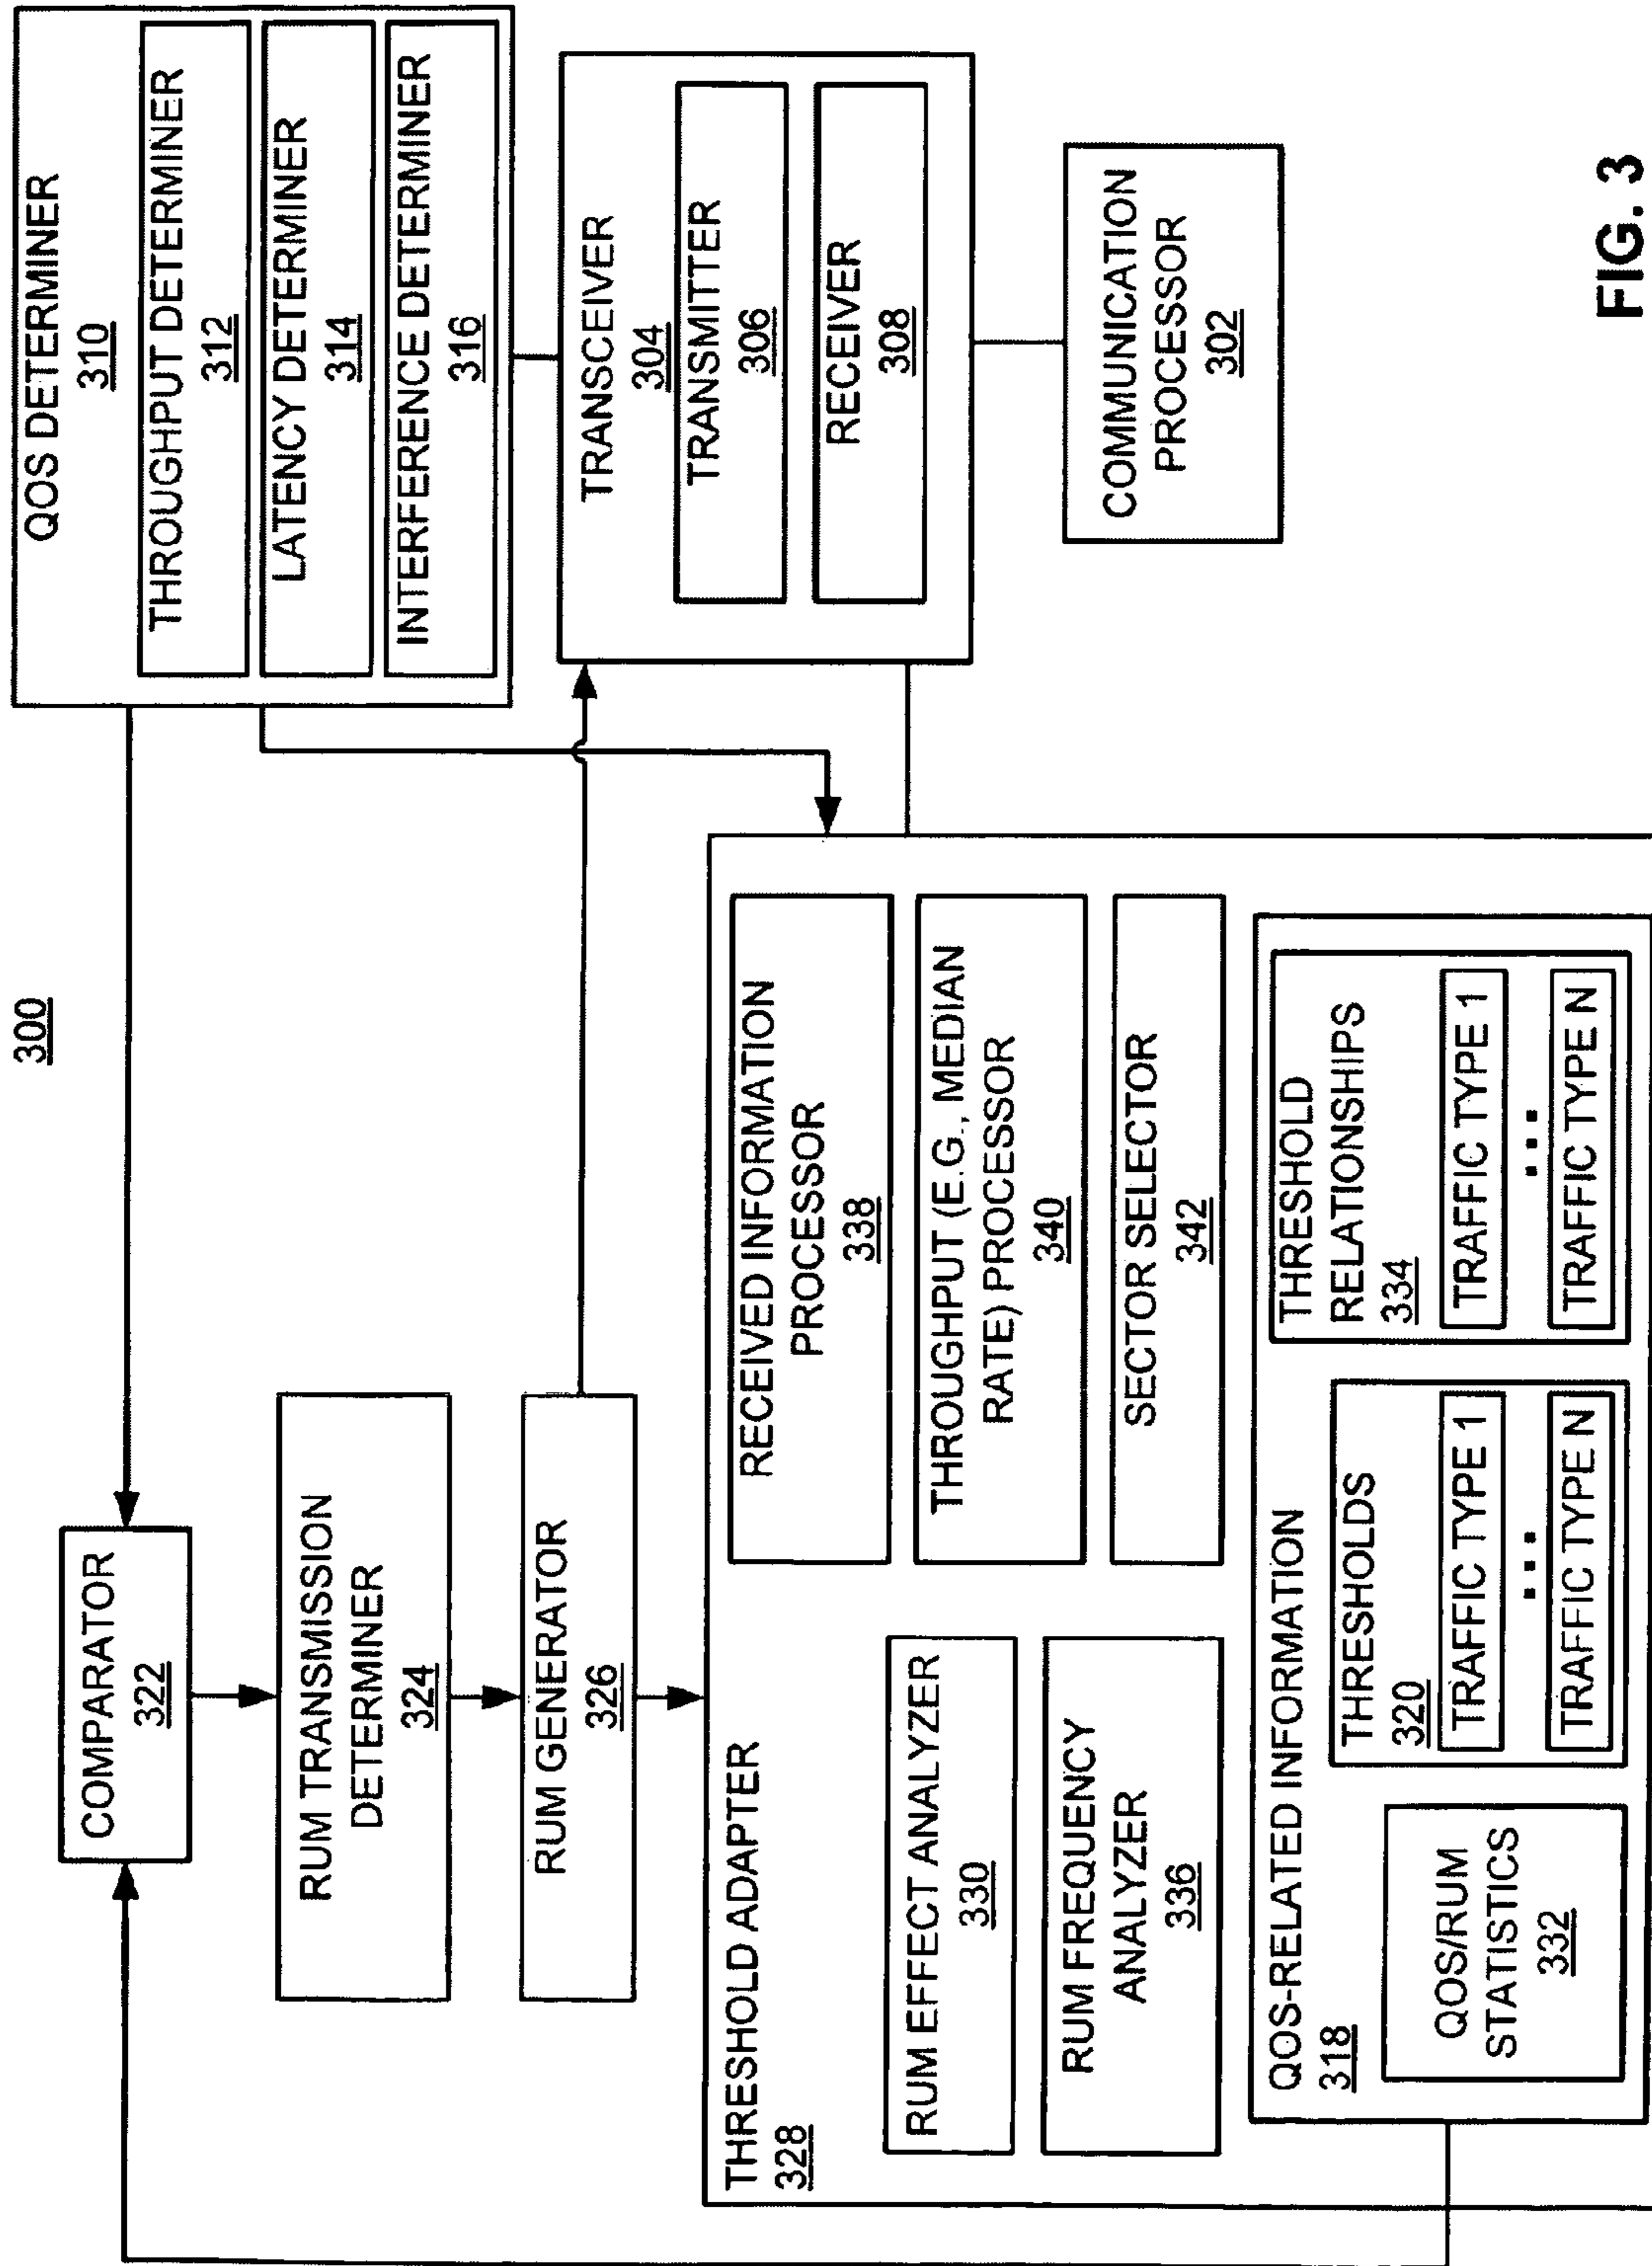 300
COMPARATOR
322
RUM TRANSMISSION
DETERMINER
324
RUM GENERATOR
326
QOS DETERMINER
310
THROUGHPUT DETERMINER
312
LATENCY DETERMINER
314
INTERFERENCE DETERMINER
316
TRANSCEIVER
304
TRANSMITTER
306
RECEIVER
308
COMMUNICATION
PROCESSOR
302
THRESHOLD ADAPTER
328
RUM EFFECT ANALYZER
330
RUM FREQUENCY
ANALYZER
336
RECEIVED INFORMATION
PROCESSOR
338
THROUGHPUT (E.G., MEDIAN
RATE) PROCESSOR
340
SECTOR SELECTOR
342
QOS-RELATED INFORMATION
318
QOS/RUM
STATISTICS
332
THRESHOLDS
320
TRAFFIC TYPE 1
...
TRAFFIC TYPE N
THRESHOLD
RELATIONSHIPS
334
TRAFFIC TYPE 1
...
TRAFFIC TYPE N
FIG. 3